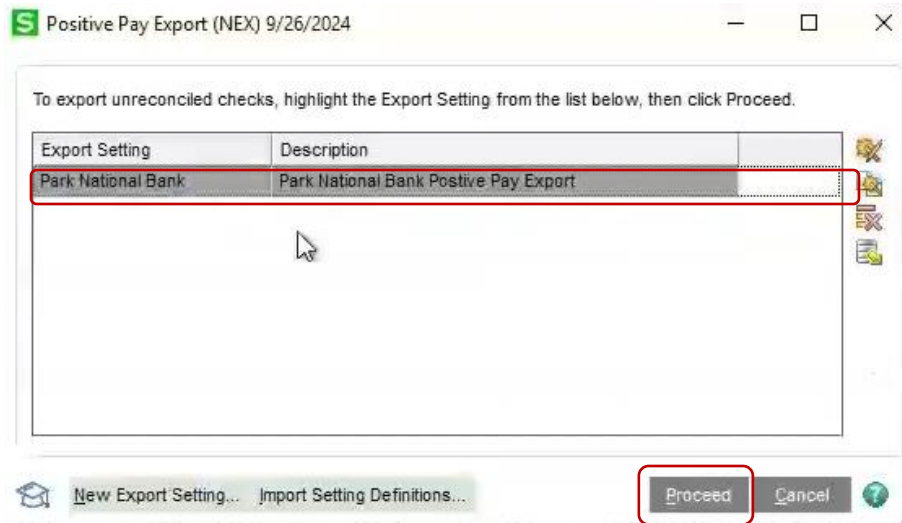 S Positive Pay Export (NEX) 9/26/2024
To export unreconciled checks, highlight the Export Setting from the list below, then click Proceed.
Export Setting Description
Park National Bank Park National Bank Postive Pay Export
New Export Setting... Import Setting Definitions... Proceed Cancel ?